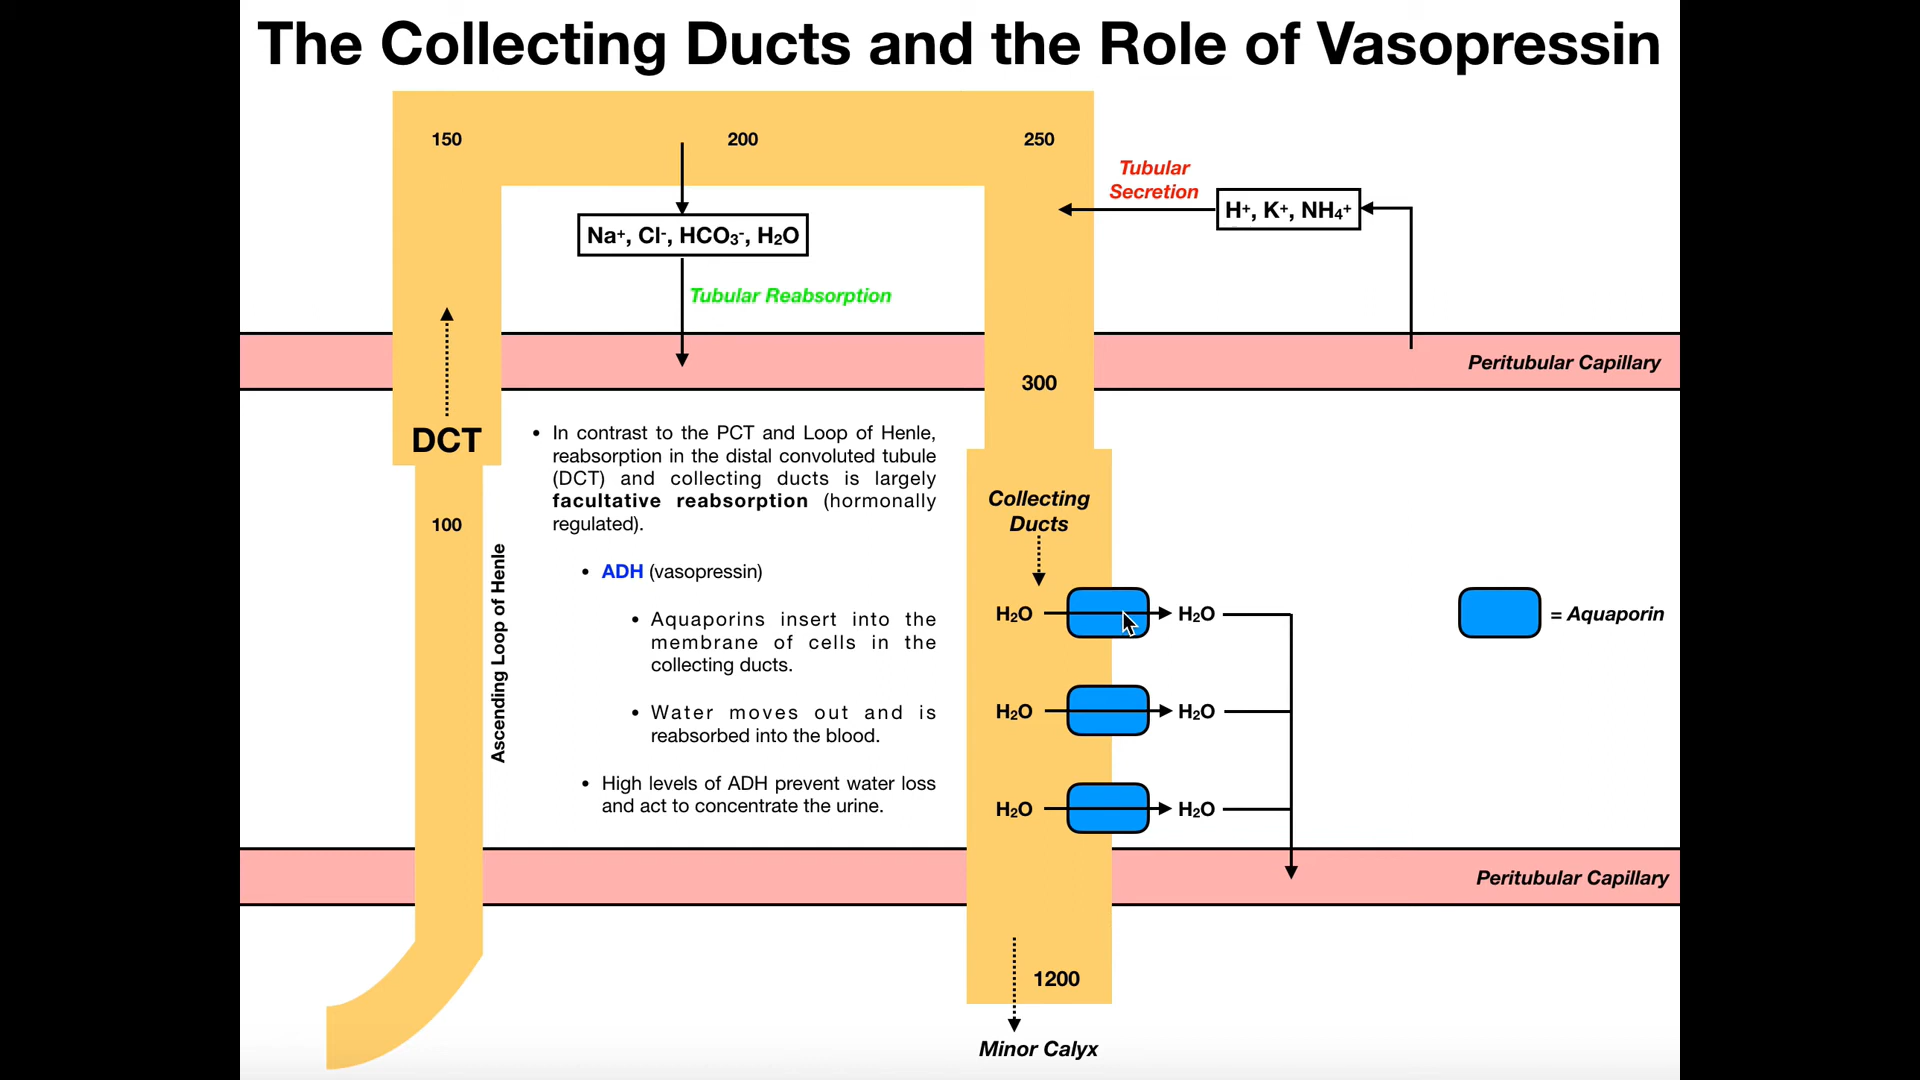 The Collecting Ducts and the Role of Vasopressin
150
200
250
Tubular
Secretion
H⁺, K⁺, NH₄⁺
Na⁺, Cl⁻, HCO₃⁻, H₂O
Tubular Reabsorption
Peritubular Capillary
300
DCT
100
Ascending Loop of Henle
• In contrast to the PCT and Loop of Henle,
reabsorption in the distal convoluted tubule
(DCT) and collecting ducts is largely
facultative reabsorption (hormonally
regulated).
• ADH (vasopressin)
• Aquaporins insert into the
membrane of cells in the
collecting ducts.
• Water moves out and is
reabsorbed into the blood.
• High levels of ADH prevent water loss
and act to concentrate the urine.
Collecting
Ducts
H₂O H₂O
H₂O H₂O
H₂O H₂O
= Aquaporin
Peritubular Capillary
1200
Minor Calyx